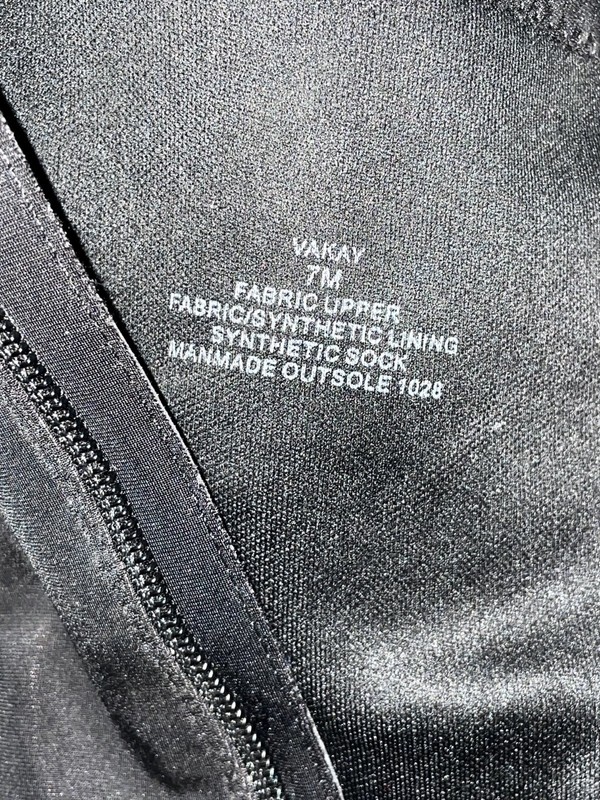 VAKAY
7M
FABRIC UPPER
FABRIC/SYNTHETIC LINING
SYNTHETIC SOCK
MANMADE OUTSOLE 1028